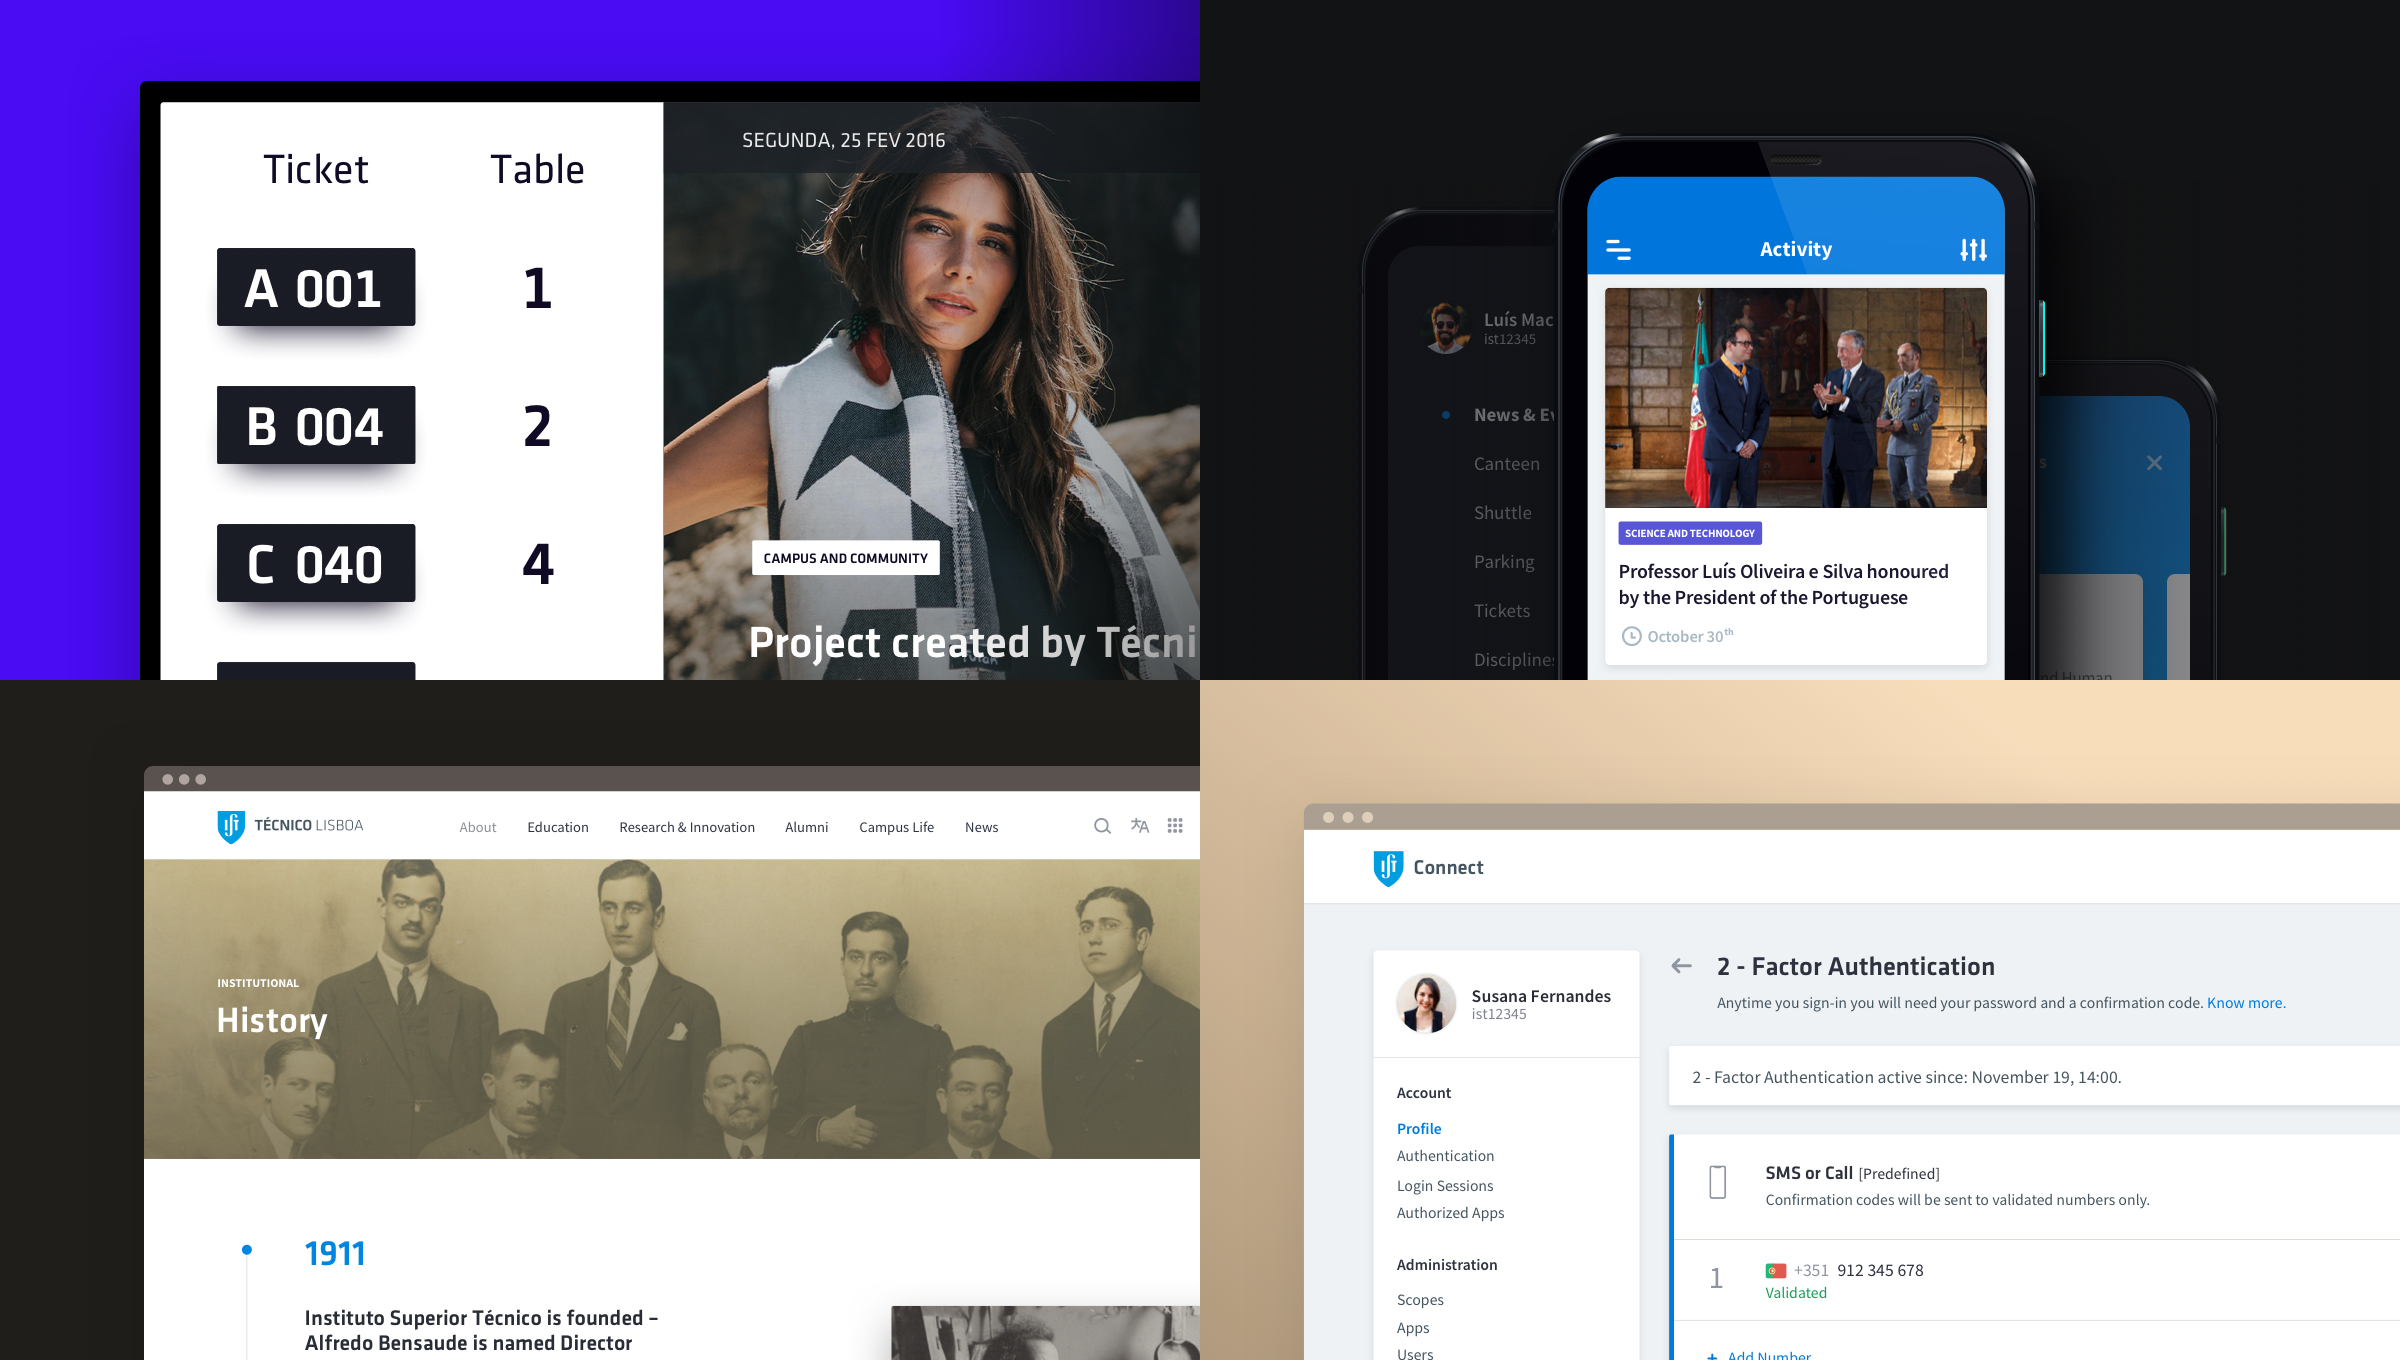 SEGUNDA, 25 FEV 2016
Ticket Table
A 001 1
B 004 2
C 040 4
CAMPUS AND COMMUNITY
Project created by Técni
Luís Mac
ist12345
News & Ev
Canteen
Shuttle
Parking
Tickets
Disciplines
Activity
SCIENCE AND TECHNOLOGY
Professor Luís Oliveira e Silva honoured
by the President of the Portuguese
October 30th
s
nd Human
TÉCNICO LISBOA
About Education Research & Innovation Alumni Campus Life News
INSTITUTIONAL
History
1911
Instituto Superior Técnico is founded –
Alfredo Bensaude is named Director
Connect
Susana Fernandes
ist12345
Account
Profile
Authentication
Login Sessions
Authorized Apps
Administration
Scopes
Apps
Users
2 - Factor Authentication
Anytime you sign-in you will need your password and a confirmation code. Know more.
2 - Factor Authentication active since: November 19, 14:00.
SMS or Call [Predefined]
Confirmation codes will be sent to validated numbers only.
1 +351 912 345 678
Validated
+ Add Number